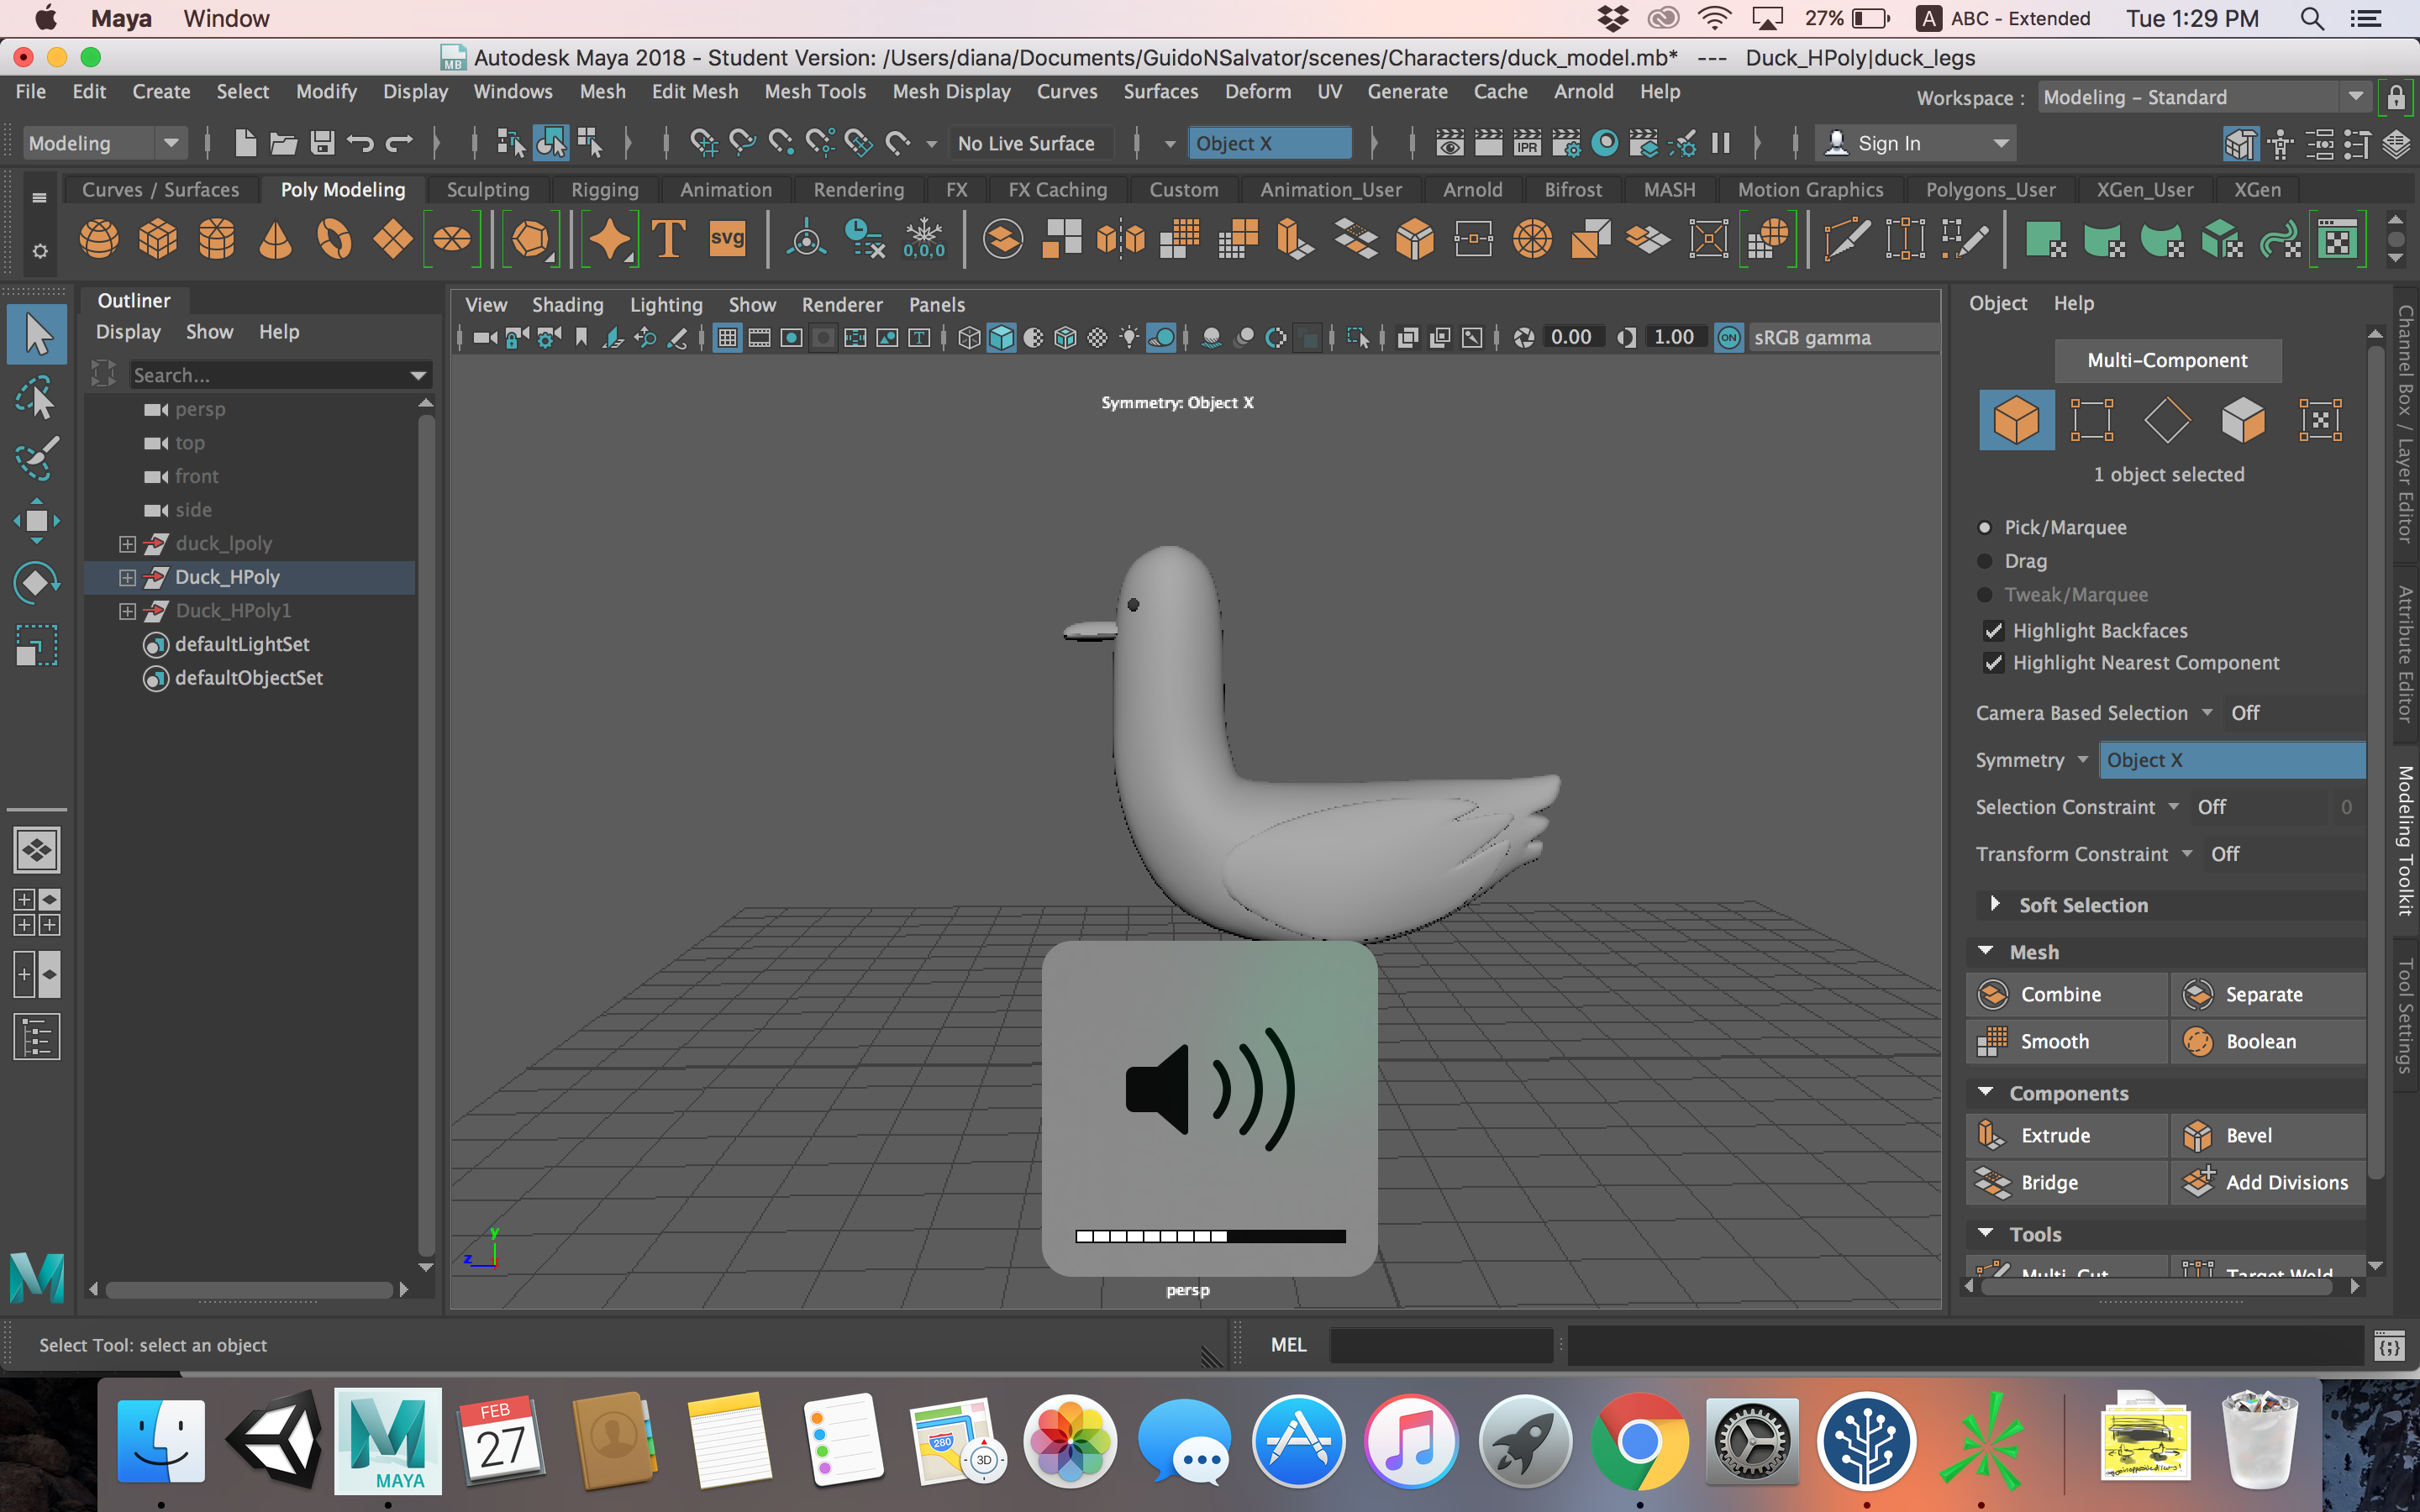 Maya Window 27% A ABC - Extended Tue 1:29 PM
MB Autodesk Maya 2018 - Student Version: /Users/diana/Documents/GuidoNSalvator/scenes/Characters/duck_model.mb* --- Duck_HPoly|duck_legs
File Edit Create Select Modify Display Windows Mesh Edit Mesh Mesh Tools Mesh Display Curves Surfaces Deform UV Generate Cache Arnold Help
Workspace : Modeling - Standard
Modeling No Live Surface Object X IPR Sign In
Curves / Surfaces Poly Modeling Sculpting Rigging Animation Rendering FX FX Caching Custom Animation_User Arnold Bifrost MASH Motion Graphics Polygons_User XGen_User XGen
T svg 0,0,0
Outliner
Display Show Help
Search...
persp
top
front
side
duck_lpoly
Duck_HPoly
Duck_HPoly1
defaultLightSet
defaultObjectSet
View Shading Lighting Show Renderer Panels
T 0.00 1.00 ON sRGB gamma
Symmetry: Object X
y
z
persp
Object Help
Multi-Component
1 object selected
Pick/Marquee
Drag
Tweak/Marquee
Highlight Backfaces
Highlight Nearest Component
Camera Based Selection Off
Symmetry Object X
Selection Constraint Off 0
Transform Constraint Off
Soft Selection
Mesh
Combine Separate
Smooth Boolean
Components
Extrude Bevel
Bridge Add Divisions
Tools
Multi-Cut Target Weld
Channel Box / Layer Editor
Attribute Editor
Modeling Toolkit
Tool Settings
Select Tool: select an object
MEL
M
MAYA
FEB
27
280
3D